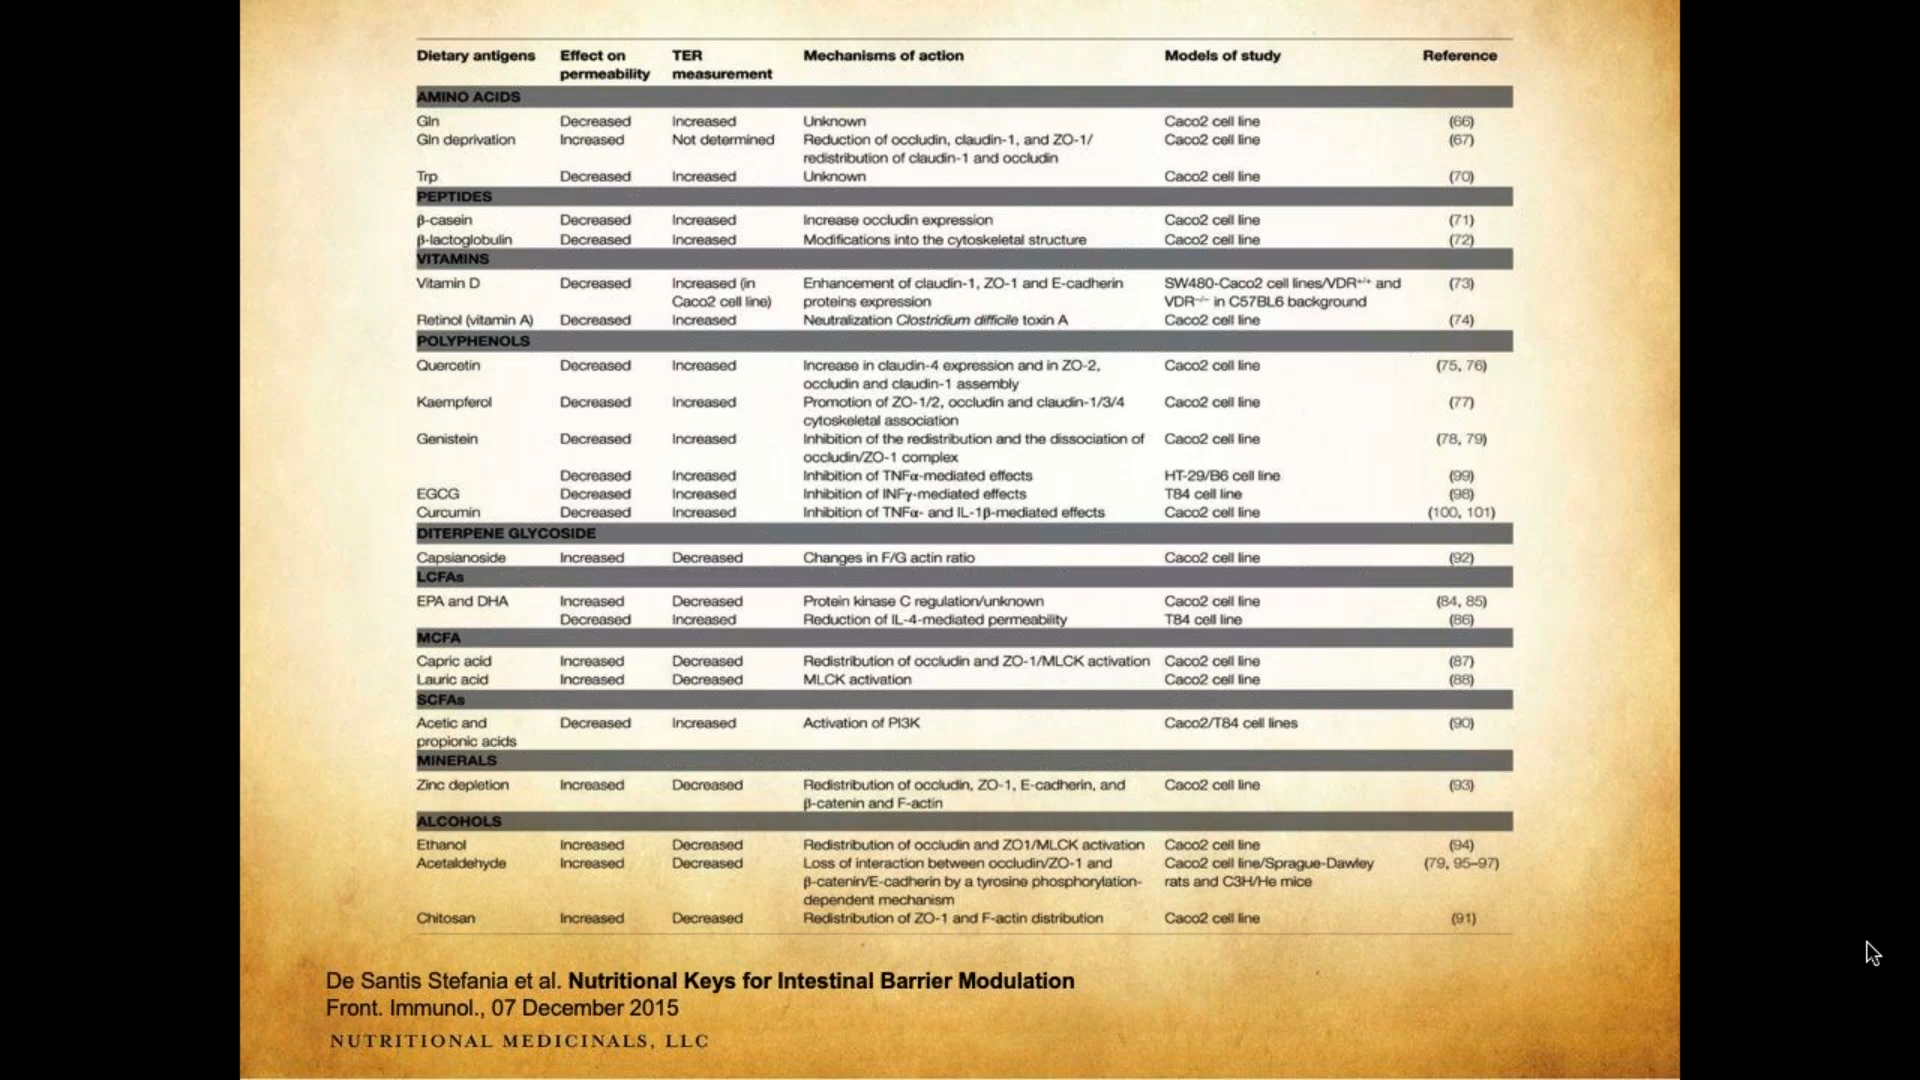 Dietary antigens Effect on TER Mechanisms of action Models of study Reference
permeability measurement
AMINO ACIDS
Gln Decreased Increased Unknown Caco2 cell line (66)
Gln deprivation Increased Not determined Reduction of occludin, claudin-1, and ZO-1/ Caco2 cell line (67)
redistribution of claudin-1 and occludin
Trp Decreased Increased Unknown Caco2 cell line (70)
PEPTIDES
β-casein Decreased Increased Increase occludin expression Caco2 cell line (71)
β-lactoglobulin Decreased Increased Modifications into the cytoskeletal structure Caco2 cell line (72)
VITAMINS
Vitamin D Decreased Increased (in Enhancement of claudin-1, ZO-1 and E-cadherin SW480-Caco2 cell lines/VDR⁺/⁺ and (73)
Caco2 cell line) proteins expression VDR⁻/⁻ in C57BL6 background
Retinol (vitamin A) Decreased Increased Neutralization Clostridium difficile toxin A Caco2 cell line (74)
POLYPHENOLS
Quercetin Decreased Increased Increase in claudin-4 expression and in ZO-2, Caco2 cell line (75, 76)
occludin and claudin-1 assembly
Kaempferol Decreased Increased Promotion of ZO-1/2, occludin and claudin-1/3/4 Caco2 cell line (77)
cytoskeletal association
Genistein Decreased Increased Inhibition of the redistribution and the dissociation of Caco2 cell line (78, 79)
occludin/ZO-1 complex
Decreased Increased Inhibition of TNFα-mediated effects HT-29/B6 cell line (99)
EGCG Decreased Increased Inhibition of INFγ-mediated effects T84 cell line (98)
Curcumin Decreased Increased Inhibition of TNFα- and IL-1β-mediated effects Caco2 cell line (100, 101)
DITERPENE GLYCOSIDE
Capsianoside Increased Decreased Changes in F/G actin ratio Caco2 cell line (92)
LCFAs
EPA and DHA Increased Decreased Protein kinase C regulation/unknown Caco2 cell line (84, 85)
Decreased Increased Reduction of IL-4-mediated permeability T84 cell line (86)
MCFA
Capric acid Increased Decreased Redistribution of occludin and ZO-1/MLCK activation Caco2 cell line (87)
Lauric acid Increased Decreased MLCK activation Caco2 cell line (88)
SCFAs
Acetic and Decreased Increased Activation of PI3K Caco2/T84 cell lines (90)
propionic acids
MINERALS
Zinc depletion Increased Decreased Redistribution of occludin, ZO-1, E-cadherin, and Caco2 cell line (93)
β-catenin and F-actin
ALCOHOLS
Ethanol Increased Decreased Redistribution of occludin and ZO1/MLCK activation Caco2 cell line (94)
Acetaldehyde Increased Decreased Loss of interaction between occludin/ZO-1 and Caco2 cell line/Sprague-Dawley (79, 95–97)
β-catenin/E-cadherin by a tyrosine phosphorylation- rats and C3H/He mice
dependent mechanism
Chitosan Increased Decreased Redistribution of ZO-1 and F-actin distribution Caco2 cell line (91)
De Santis Stefania et al. Nutritional Keys for Intestinal Barrier Modulation
Front. Immunol., 07 December 2015
NUTRITIONAL MEDICINALS, LLC